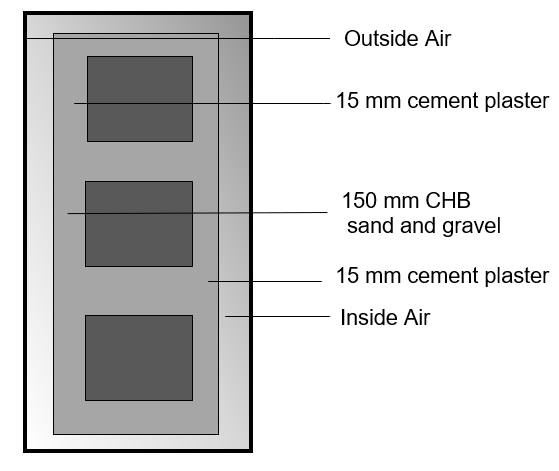 Outside Air
15 mm cement plaster
150 mm CHB
sand and gravel
15 mm cement plaster
Inside Air